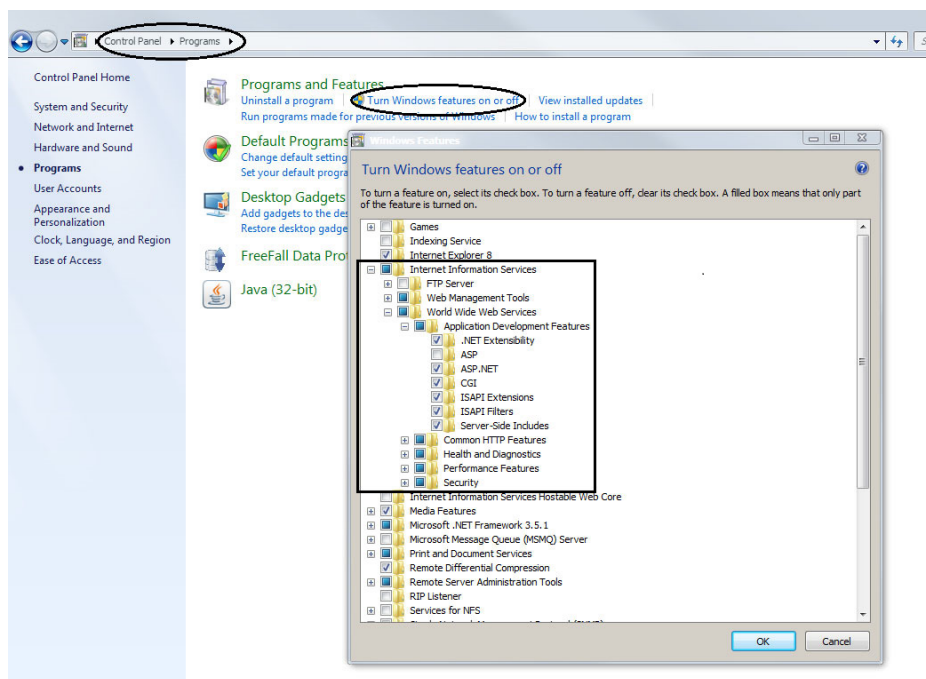 Control Panel ▸ Programs ▸
Control Panel Home
System and Security
Network and Internet
Hardware and Sound
Programs
User Accounts
Appearance and
Personalization
Clock, Language, and Region
Ease of Access
Programs and Features
Uninstall a program
Turn Windows features on or off
View installed updates
Run programs made for previous versions of Windows
How to install a program
Default Programs
Change default setting
Set your default progra
Desktop Gadgets
Add gadgets to the des
Restore desktop gadge
FreeFall Data Pro
Java (32-bit)
Windows Features
Turn Windows features on or off
To turn a feature on, select its check box. To turn a feature off, clear its check box. A filled box means that only part
of the feature is turned on.
Games
Indexing Service
Internet Explorer 8
Internet Information Services
FTP Server
Web Management Tools
World Wide Web Services
Application Development Features
.NET Extensibility
ASP
ASP.NET
CGI
ISAPI Extensions
ISAPI Filters
Server-Side Includes
Common HTTP Features
Health and Diagnostics
Performance Features
Security
Internet Information Services Hostable Web Core
Media Features
Microsoft .NET Framework 3.5.1
Microsoft Message Queue (MSMQ) Server
Print and Document Services
Remote Differential Compression
Remote Server Administration Tools
RIP Listener
Services for NFS
OK
Cancel